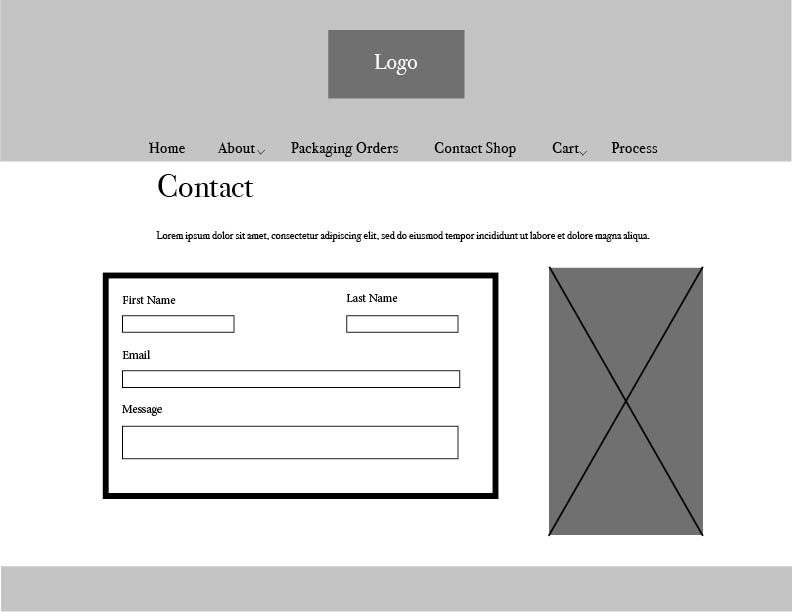 Logo
Home About Packaging Orders Contact Shop Cart Process
Contact
Lorem ipsum dolor sit amet, consectetur adipiscing elit, sed do eiusmod tempor incididunt ut labore et dolore magna aliqua.
First Name Last Name
Email
Message